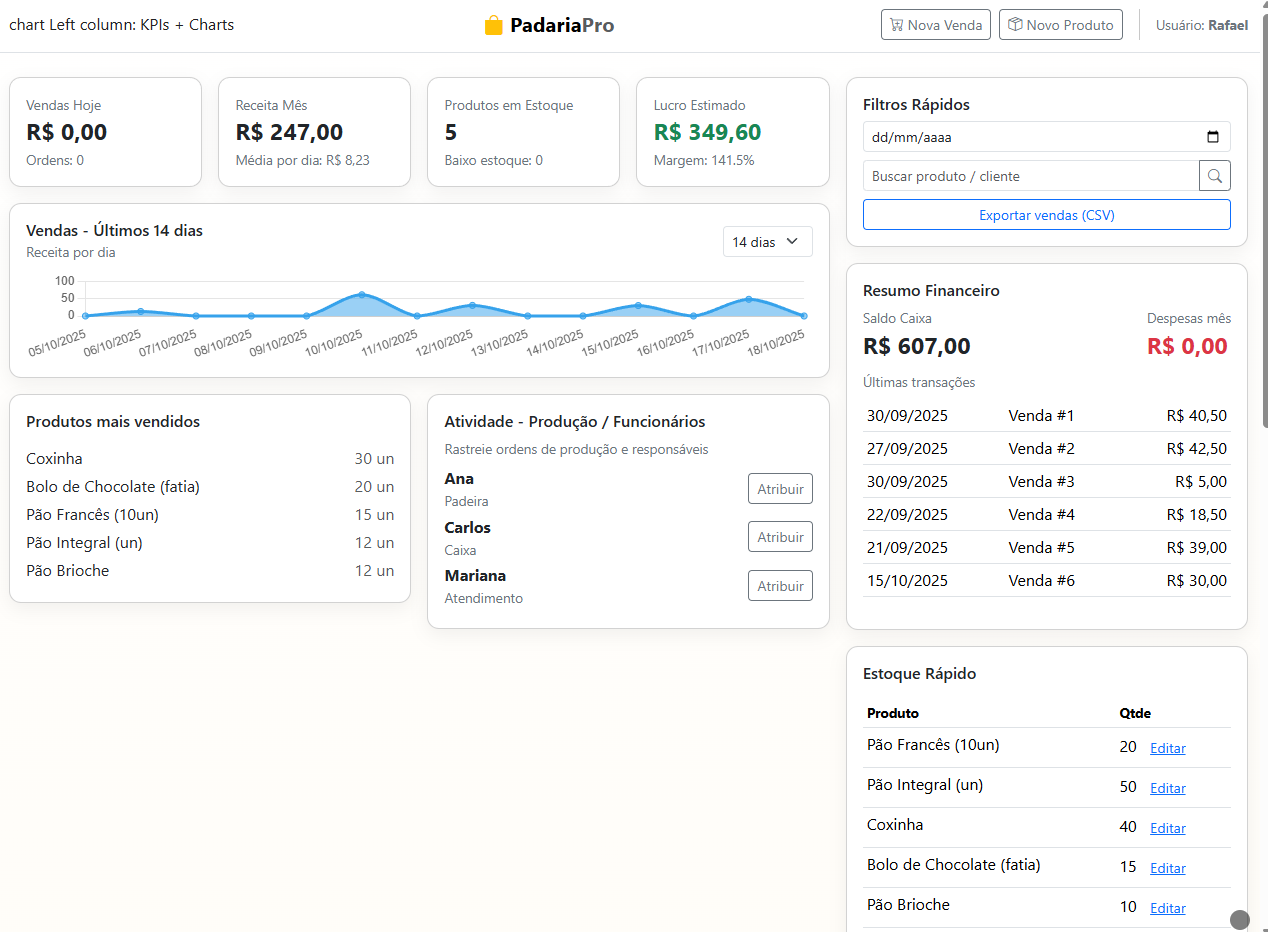 chart Left column: KPIs + Charts
PadariaPro
Nova Venda
Novo Produto
Usuário: Rafael
Vendas Hoje
R$ 0,00
Ordens: 0
Receita Mês
R$ 247,00
Média por dia: R$ 8,23
Produtos em Estoque
5
Baixo estoque: 0
Lucro Estimado
R$ 349,60
Margem: 141.5%
Vendas - Últimos 14 dias
Receita por dia
14 dias
100
50
0
05/10/2025
06/10/2025
07/10/2025
08/10/2025
09/10/2025
10/10/2025
11/10/2025
12/10/2025
13/10/2025
14/10/2025
15/10/2025
16/10/2025
17/10/2025
18/10/2025
Produtos mais vendidos
Coxinha 30 un
Bolo de Chocolate (fatia) 20 un
Pão Francês (10un) 15 un
Pão Integral (un) 12 un
Pão Brioche 12 un
Atividade - Produção / Funcionários
Rastreie ordens de produção e responsáveis
Ana
Padeira
Atribuir
Carlos
Caixa
Atribuir
Mariana
Atendimento
Atribuir
Filtros Rápidos
dd/mm/aaaa
Buscar produto / cliente
Exportar vendas (CSV)
Resumo Financeiro
Saldo Caixa Despesas mês
R$ 607,00 R$ 0,00
Últimas transações
30/09/2025 Venda #1 R$ 40,50
27/09/2025 Venda #2 R$ 42,50
30/09/2025 Venda #3 R$ 5,00
22/09/2025 Venda #4 R$ 18,50
21/09/2025 Venda #5 R$ 39,00
15/10/2025 Venda #6 R$ 30,00
Estoque Rápido
Produto Qtde
Pão Francês (10un) 20 Editar
Pão Integral (un) 50 Editar
Coxinha 40 Editar
Bolo de Chocolate (fatia) 15 Editar
Pão Brioche 10 Editar